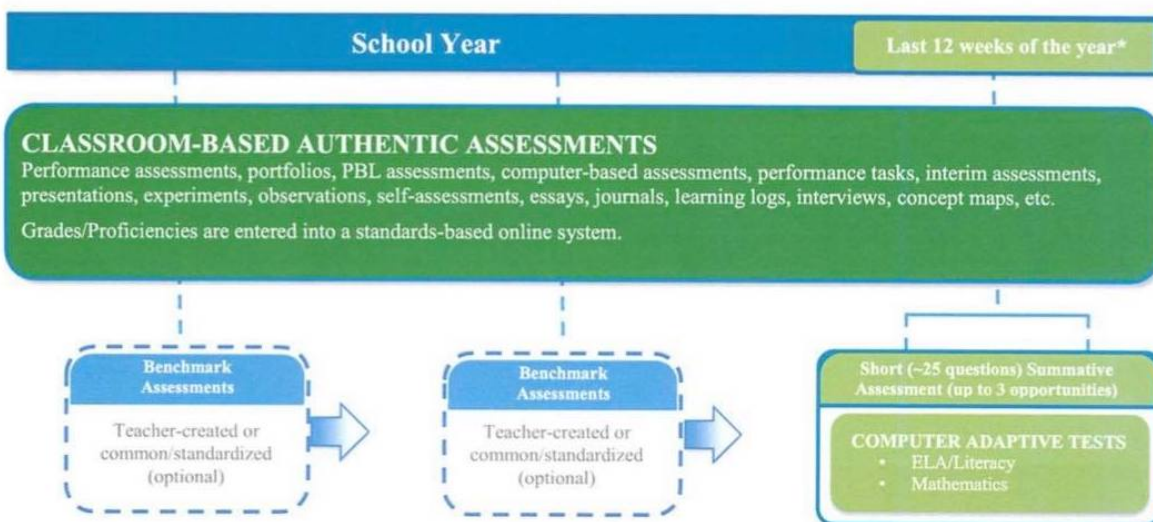 School Year
Last 12 weeks of the year*
CLASSROOM-BASED AUTHENTIC ASSESSMENTS
Performance assessments, portfolios, PBL assessments, computer-based assessments, performance tasks, interim assessments,
presentations, experiments, observations, self-assessments, essays, journals, learning logs, interviews, concept maps, etc.
Grades/Proficiencies are entered into a standards-based online system.
Benchmark
Assessments
Teacher-created or
common/standardized
(optional)
Benchmark
Assessments
Teacher-created or
common/standardized
(optional)
Short (~25 questions) Summative
Assessment (up to 3 opportunities)
COMPUTER ADAPTIVE TESTS
• ELA/Literacy
• Mathematics